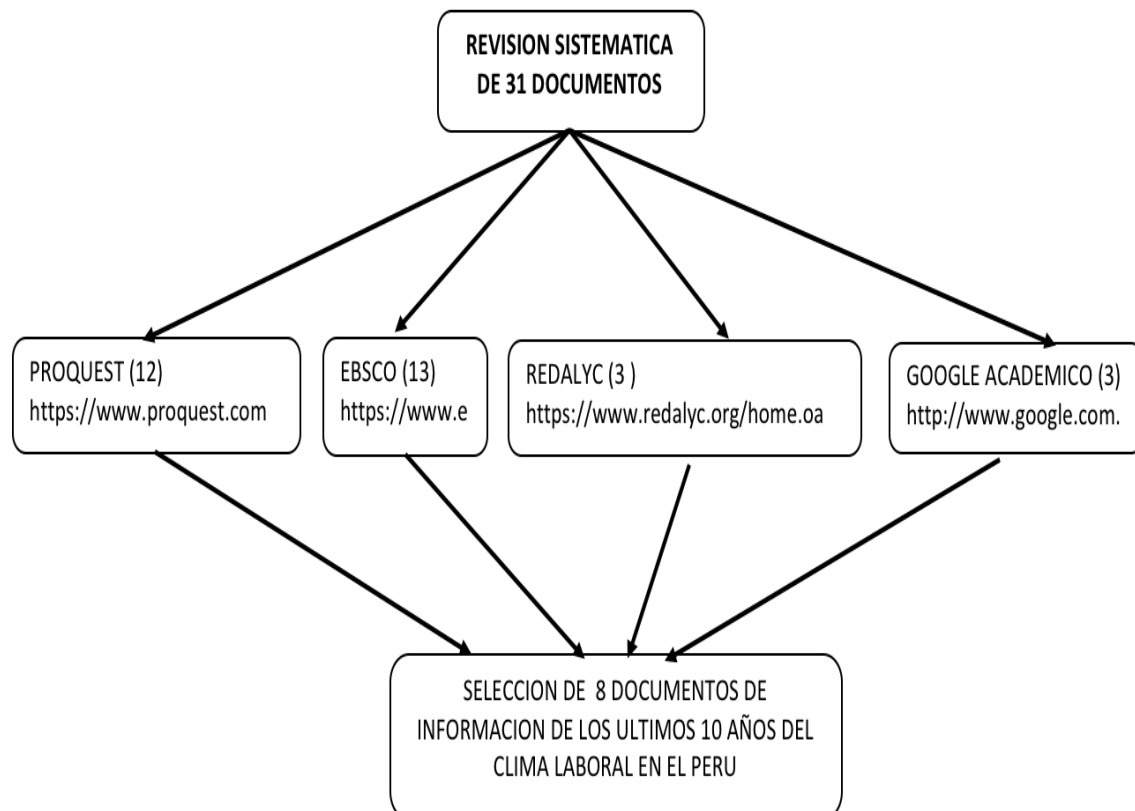 REVISION SISTEMATICA
DE 31 DOCUMENTOS
PROQUEST (12)
https://www.proquest.com
EBSCO (13)
https://www.e
REDALYC (3 )
https://www.redalyc.org/home.oa
GOOGLE ACADEMICO (3)
http://www.google.com.
SELECCION DE  8 DOCUMENTOS DE
INFORMACION DE LOS ULTIMOS 10 AÑOS DEL
CLIMA LABORAL EN EL PERU